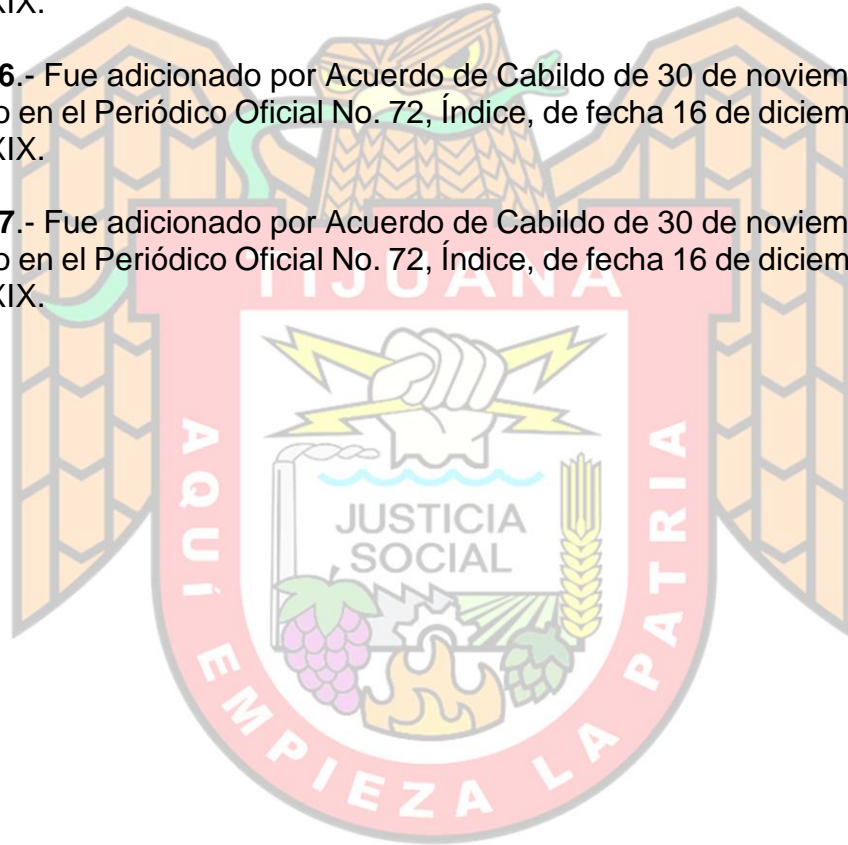 XIX.
6.- Fue adicionado por Acuerdo de Cabildo de 30 de noviem
o en el Periódico Oficial No. 72, Índice, de fecha 16 de diciem
XIX.
7.- Fue adicionado por Acuerdo de Cabildo de 30 de noviem
o en el Periódico Oficial No. 72, Índice, de fecha 16 de diciem
XIX.
TIJUANA
JUSTICIA
SOCIAL
AQUÍ EMPIEZA LA PATRIA